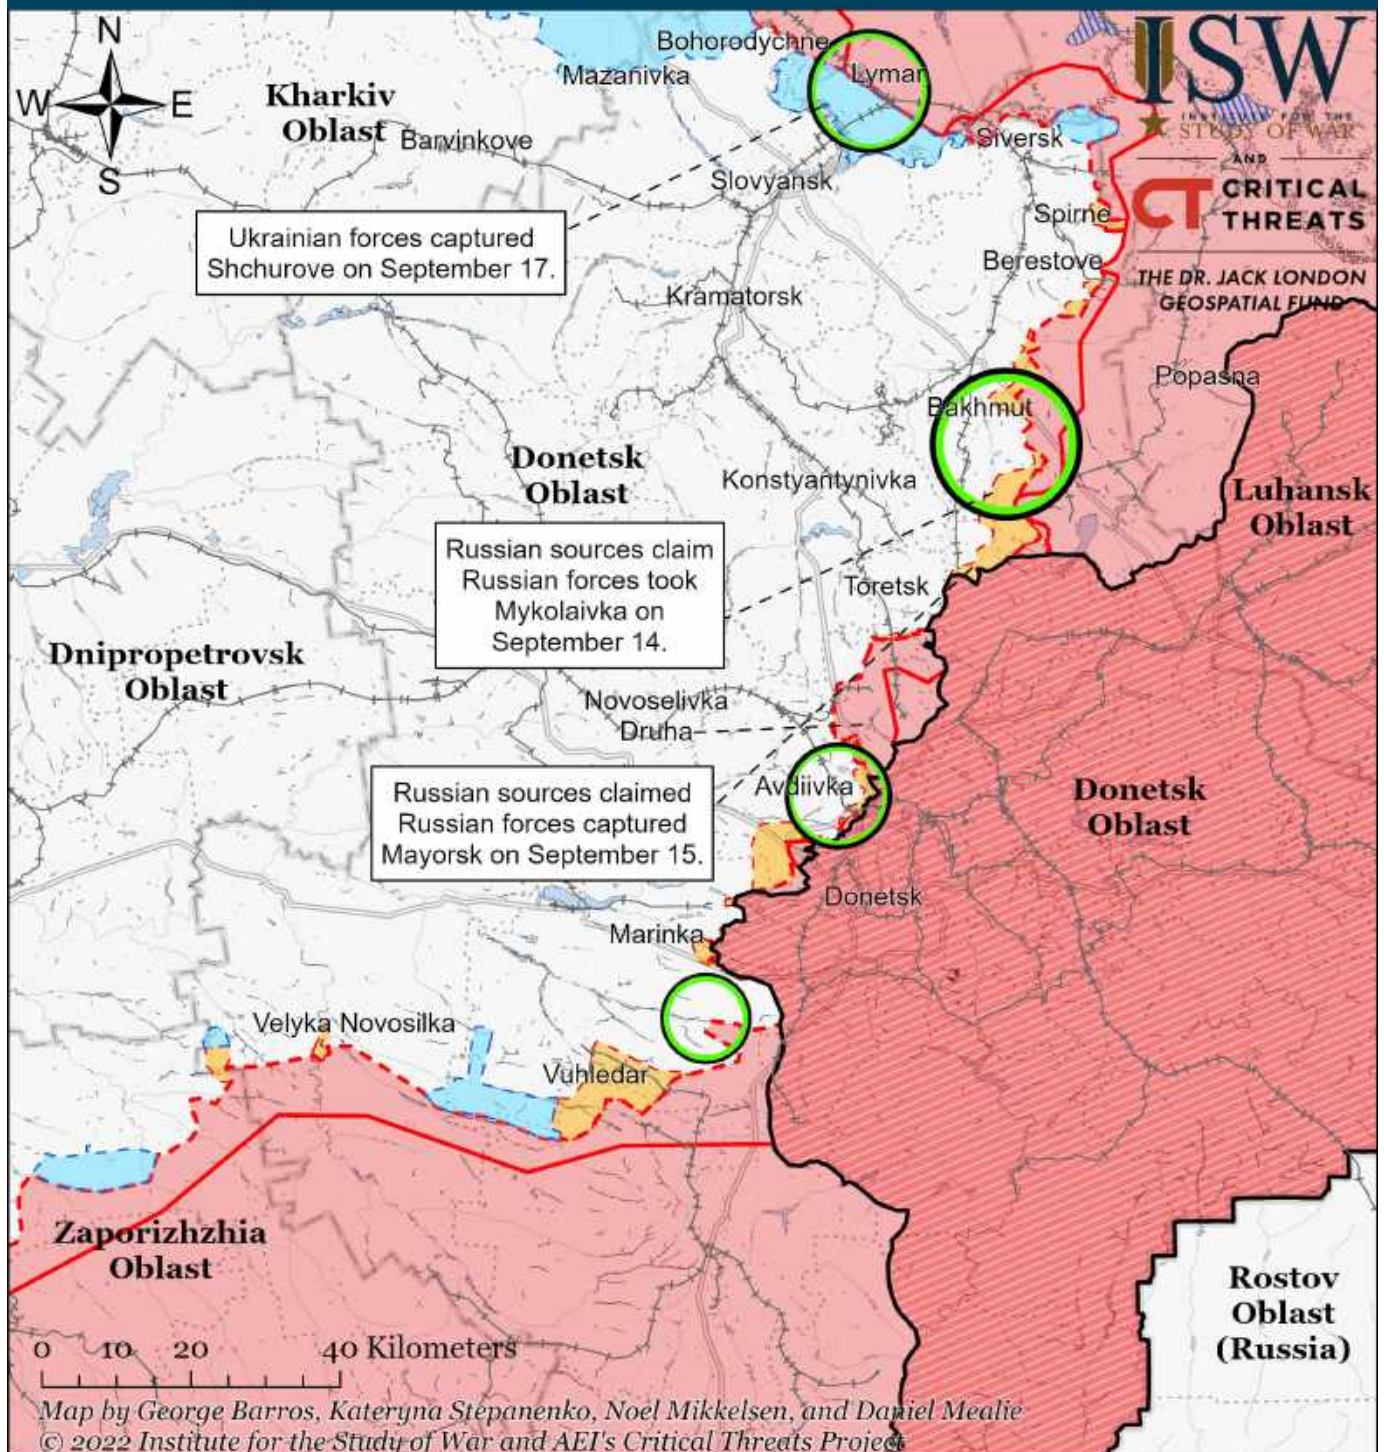 N
W
E
S
ISW
INSTITUTE FOR THE
STUDY OF WAR
AND
CT
CRITICAL
THREATS
THE DR. JACK LONDON
GEOSPATIAL FUND
Bohorodychne
Mazanivka
Lyman
Kharkiv
Oblast
Barvinkove
Siversk
Slovyansk
Spirne
Ukrainian forces captured
Shchurove on September 17.
Berestove
Kramatorsk
Popasna
Bakhmut
Donetsk
Oblast
Konstyantynivka
Luhansk
Oblast
Russian sources claim
Russian forces took
Mykolaivka on
September 14.
Toretsk
Dnipropetrovsk
Oblast
Novoselivka
Druha
Avdiivka
Donetsk
Oblast
Russian sources claimed
Russian forces captured
Mayorsk on September 15.
Donetsk
Marinka
Velyka Novosilka
Vuhledar
Zaporizhzhia
Oblast
Rostov
Oblast
(Russia)
0 10 20 40 Kilometers
Map by George Barros, Kateryna Stepanenko, Noel Mikkelsen, and Daniel Mealie
© 2022 Institute for the Study of War and AEI's Critical Threats Project